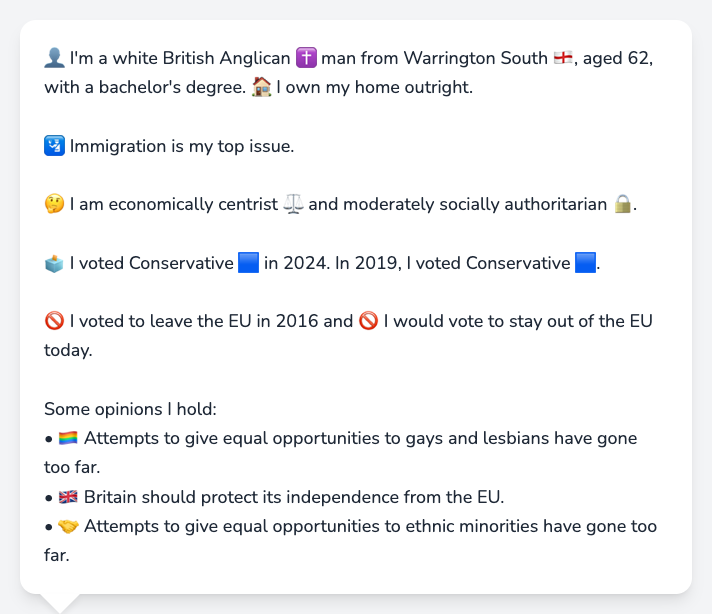 👤 I'm a white British Anglican ✝️ man from Warrington South 🏴󠁧󠁢󠁥󠁮󠁧󠁿, aged 62,
with a bachelor's degree. 🏠 I own my home outright.
🛂 Immigration is my top issue.
🤔 I am economically centrist ⚖️ and moderately socially authoritarian 🔒.
🗳️ I voted Conservative 🟦 in 2024. In 2019, I voted Conservative 🟦.
🚫 I voted to leave the EU in 2016 and 🚫 I would vote to stay out of the EU
today.
Some opinions I hold:
• 🏳️‍🌈 Attempts to give equal opportunities to gays and lesbians have gone
too far.
• 🇬🇧 Britain should protect its independence from the EU.
• 🤝 Attempts to give equal opportunities to ethnic minorities have gone too
far.